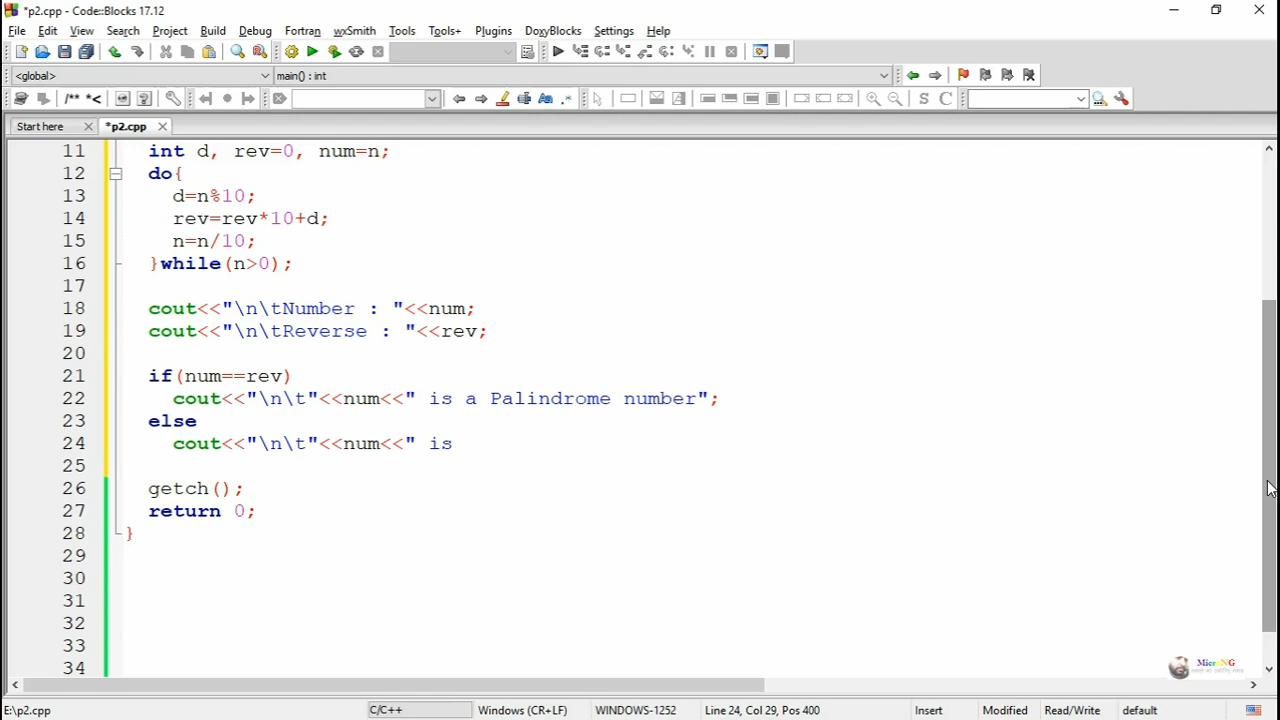 *p2.cpp - Code::Blocks 17.12
File Edit View Search Project Build Debug Fortran wxSmith Tools Tools+ Plugins DoxyBlocks Settings Help
<global> main() : int
/** *<
S C
Start here *p2.cpp
11 int d, rev=0, num=n;
12 do{
13 d=n%10;
14 rev=rev*10+d;
15 n=n/10;
16 }while(n>0);
17
18 cout<<"\n\tNumber : "<<num;
19 cout<<"\n\tReverse : "<<rev;
20
21 if(num==rev)
22 cout<<"\n\t"<<num<<" is a Palindrome number";
23 else
24 cout<<"\n\t"<<num<<" is
25
26 getch();
27 return 0;
28 }
29
30
31
32
33
34
MicroNG
E:\p2.cpp C/C++ Windows (CR+LF) WINDOWS-1252 Line 24, Col 29, Pos 400 Insert Modified Read/Write default